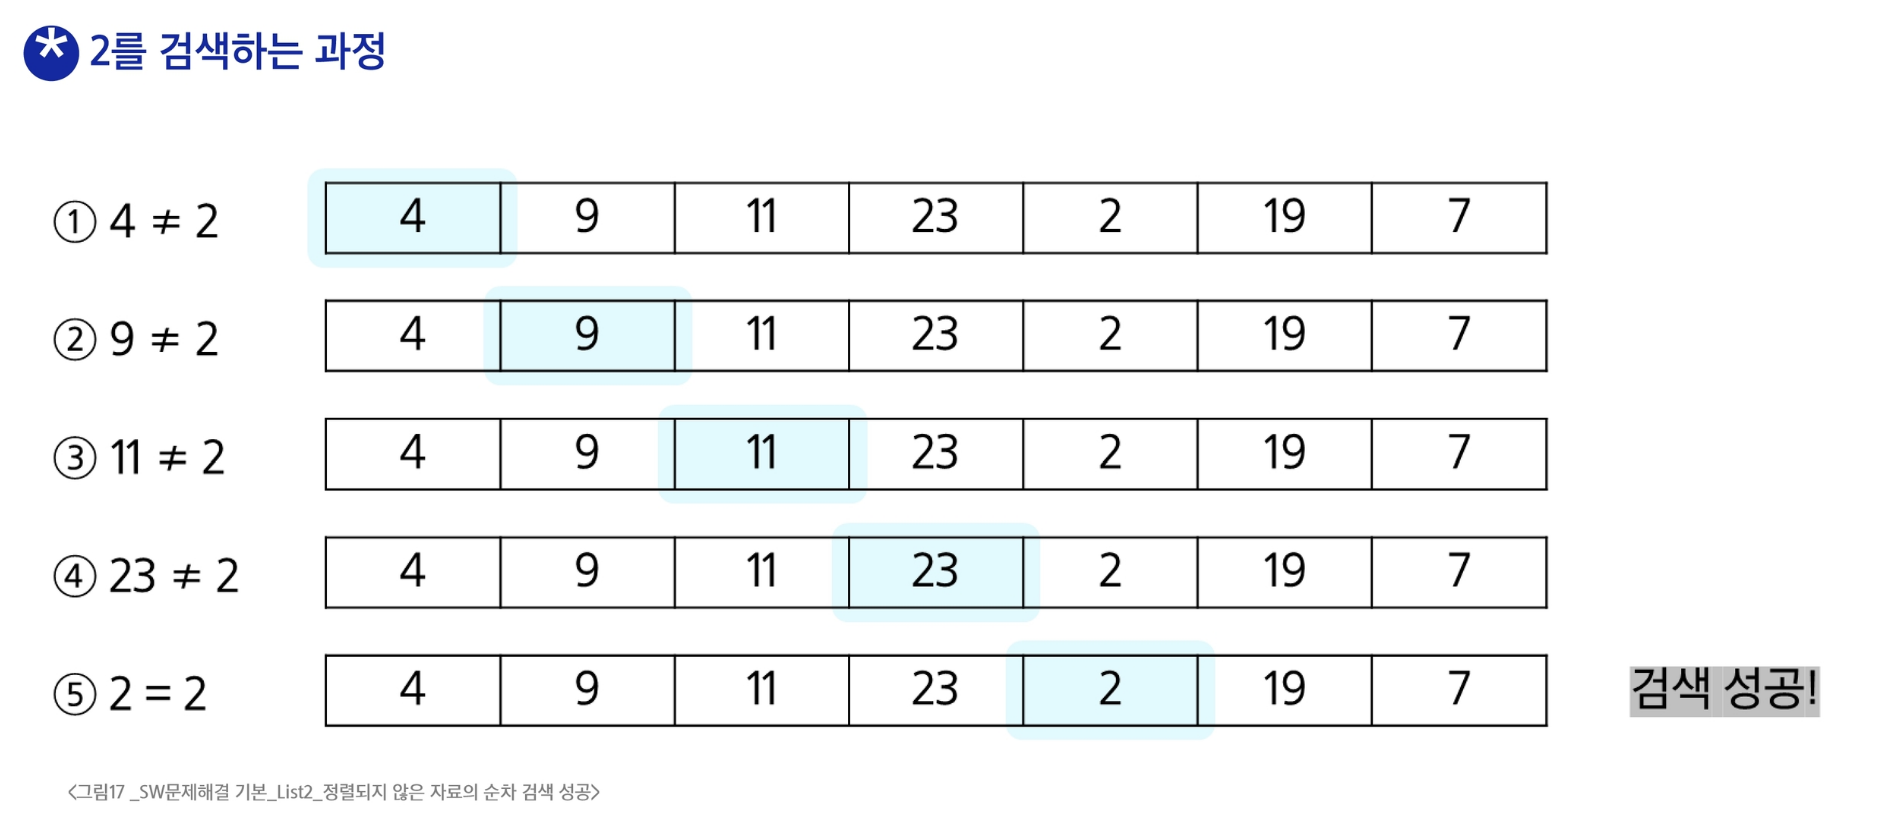 * 2를 검색하는 과정
① 4 ≠ 2 4 9 11 23 2 19 7
② 9 ≠ 2 4 9 11 23 2 19 7
③ 11 ≠ 2 4 9 11 23 2 19 7
④ 23 ≠ 2 4 9 11 23 2 19 7
⑤ 2 = 2 4 9 11 23 2 19 7 검색 성공!
<그림17 _SW문제해결 기본_List2_정렬되지 않은 자료의 순차 검색 성공>